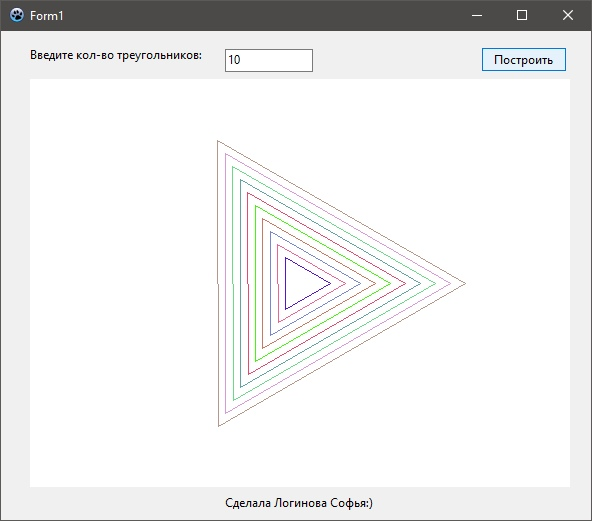 Form1
Введите кол-во треугольников: 10 Построить
Сделала Логинова Софья:)